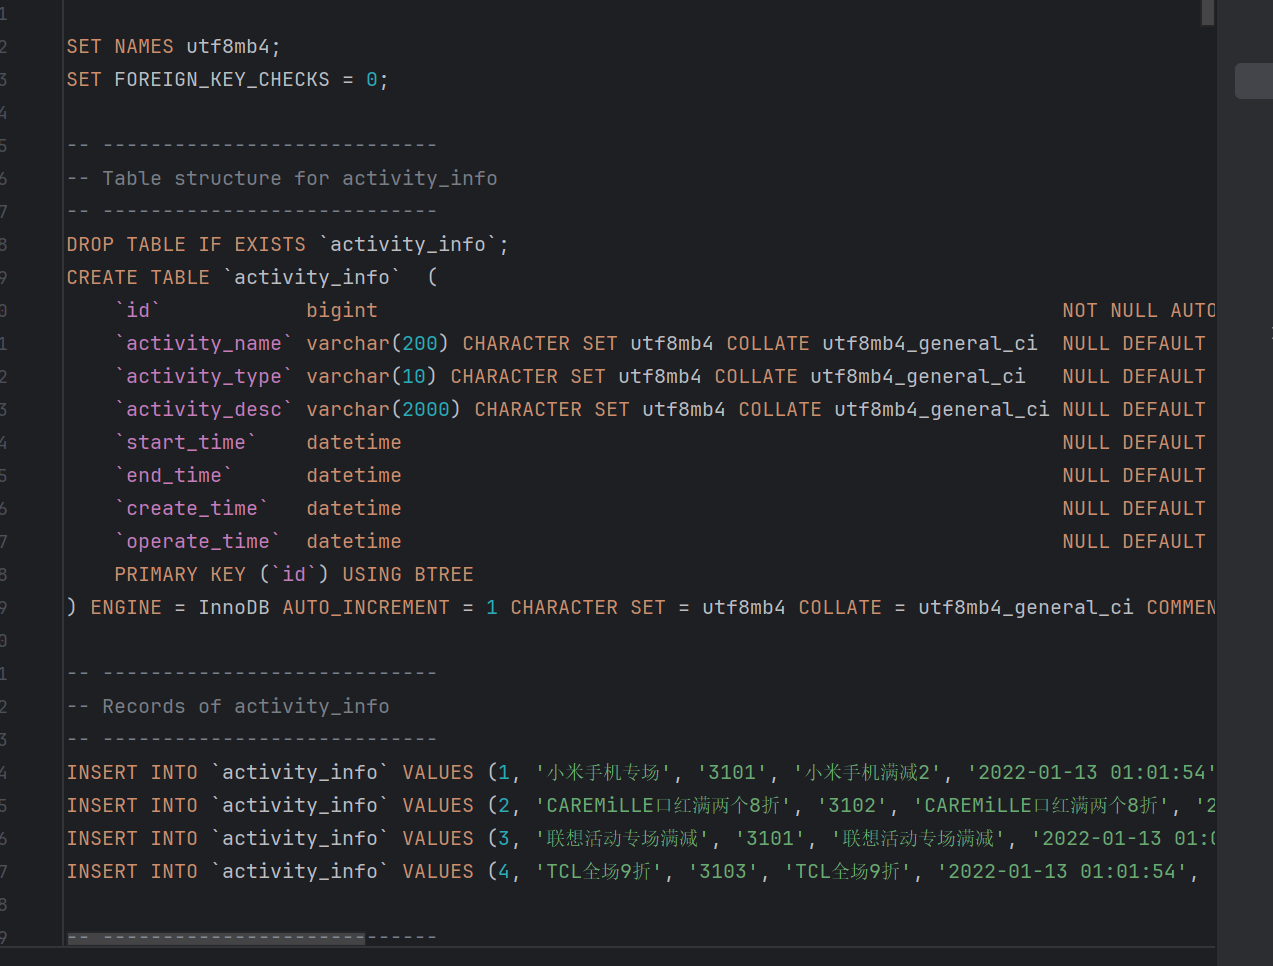 1
2 SET NAMES utf8mb4;
3 SET FOREIGN_KEY_CHECKS = 0;
4
5 -- ----------------------------
6 -- Table structure for activity_info
7 -- ----------------------------
8 DROP TABLE IF EXISTS `activity_info`;
9 CREATE TABLE `activity_info`  (
0     `id`            bigint                                                         NOT NULL AUTO
1     `activity_name` varchar(200) CHARACTER SET utf8mb4 COLLATE utf8mb4_general_ci  NULL DEFAULT
2     `activity_type` varchar(10) CHARACTER SET utf8mb4 COLLATE utf8mb4_general_ci   NULL DEFAULT
3     `activity_desc` varchar(2000) CHARACTER SET utf8mb4 COLLATE utf8mb4_general_ci NULL DEFAULT
4     `start_time`    datetime                                                       NULL DEFAULT
5     `end_time`      datetime                                                       NULL DEFAULT
6     `create_time`   datetime                                                       NULL DEFAULT
7     `operate_time`  datetime                                                       NULL DEFAULT
8     PRIMARY KEY (`id`) USING BTREE
9 ) ENGINE = InnoDB AUTO_INCREMENT = 1 CHARACTER SET = utf8mb4 COLLATE = utf8mb4_general_ci COMMEN
0
1 -- ----------------------------
2 -- Records of activity_info
3 -- ----------------------------
4 INSERT INTO `activity_info` VALUES (1, '小米手机专场', '3101', '小米手机满减2', '2022-01-13 01:01:54'
5 INSERT INTO `activity_info` VALUES (2, 'CAREMiLLE口红满两个8折', '3102', 'CAREMiLLE口红满两个8折', '2
6 INSERT INTO `activity_info` VALUES (3, '联想活动专场满减', '3101', '联想活动专场满减', '2022-01-13 01:0
7 INSERT INTO `activity_info` VALUES (4, 'TCL全场9折', '3103', 'TCL全场9折', '2022-01-13 01:01:54',
8
9 -- ----------------------------